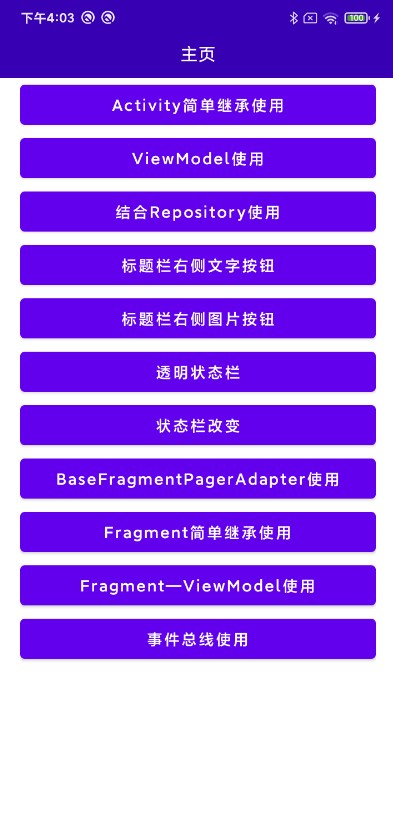 下午4:03
100
主页
Activity简单继承使用
ViewModel使用
结合Repository使用
标题栏右侧文字按钮
标题栏右侧图片按钮
透明状态栏
状态栏改变
BaseFragmentPagerAdapter使用
Fragment简单继承使用
Fragment—ViewModel使用
事件总线使用